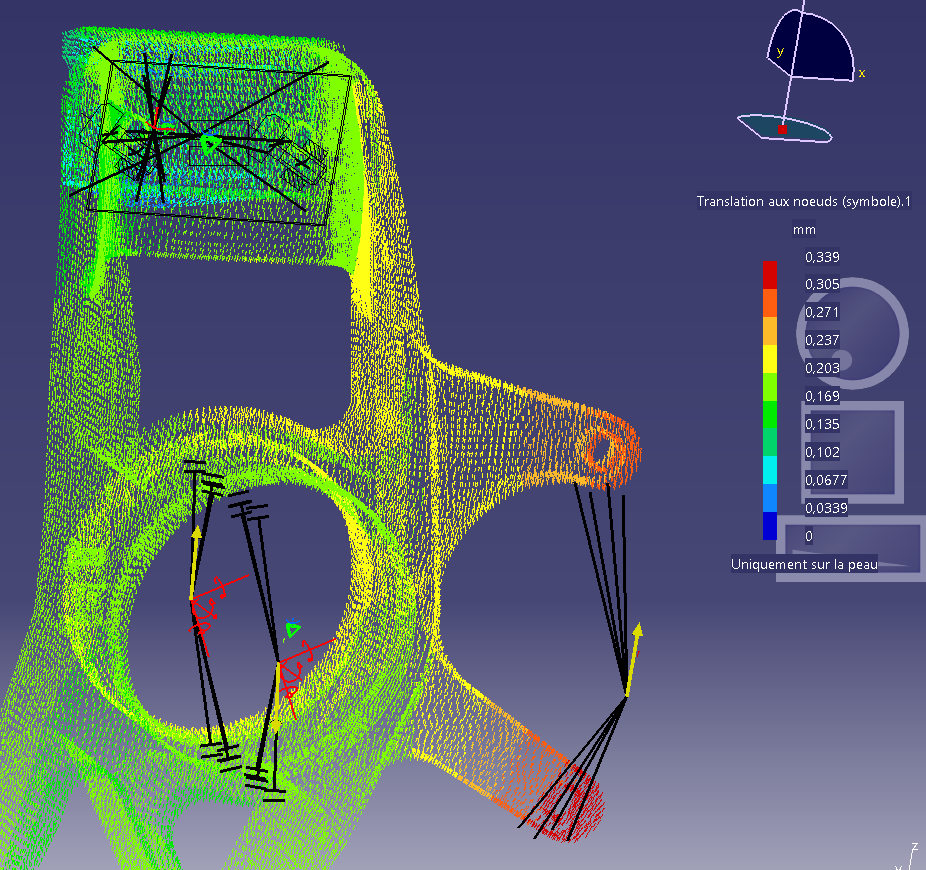 y
x
Translation aux noeuds (symbole).1
mm
0,339
0,305
0,271
0,237
0,203
0,169
0,135
0,102
0,0677
0,0339
0
Uniquement sur la peau
z